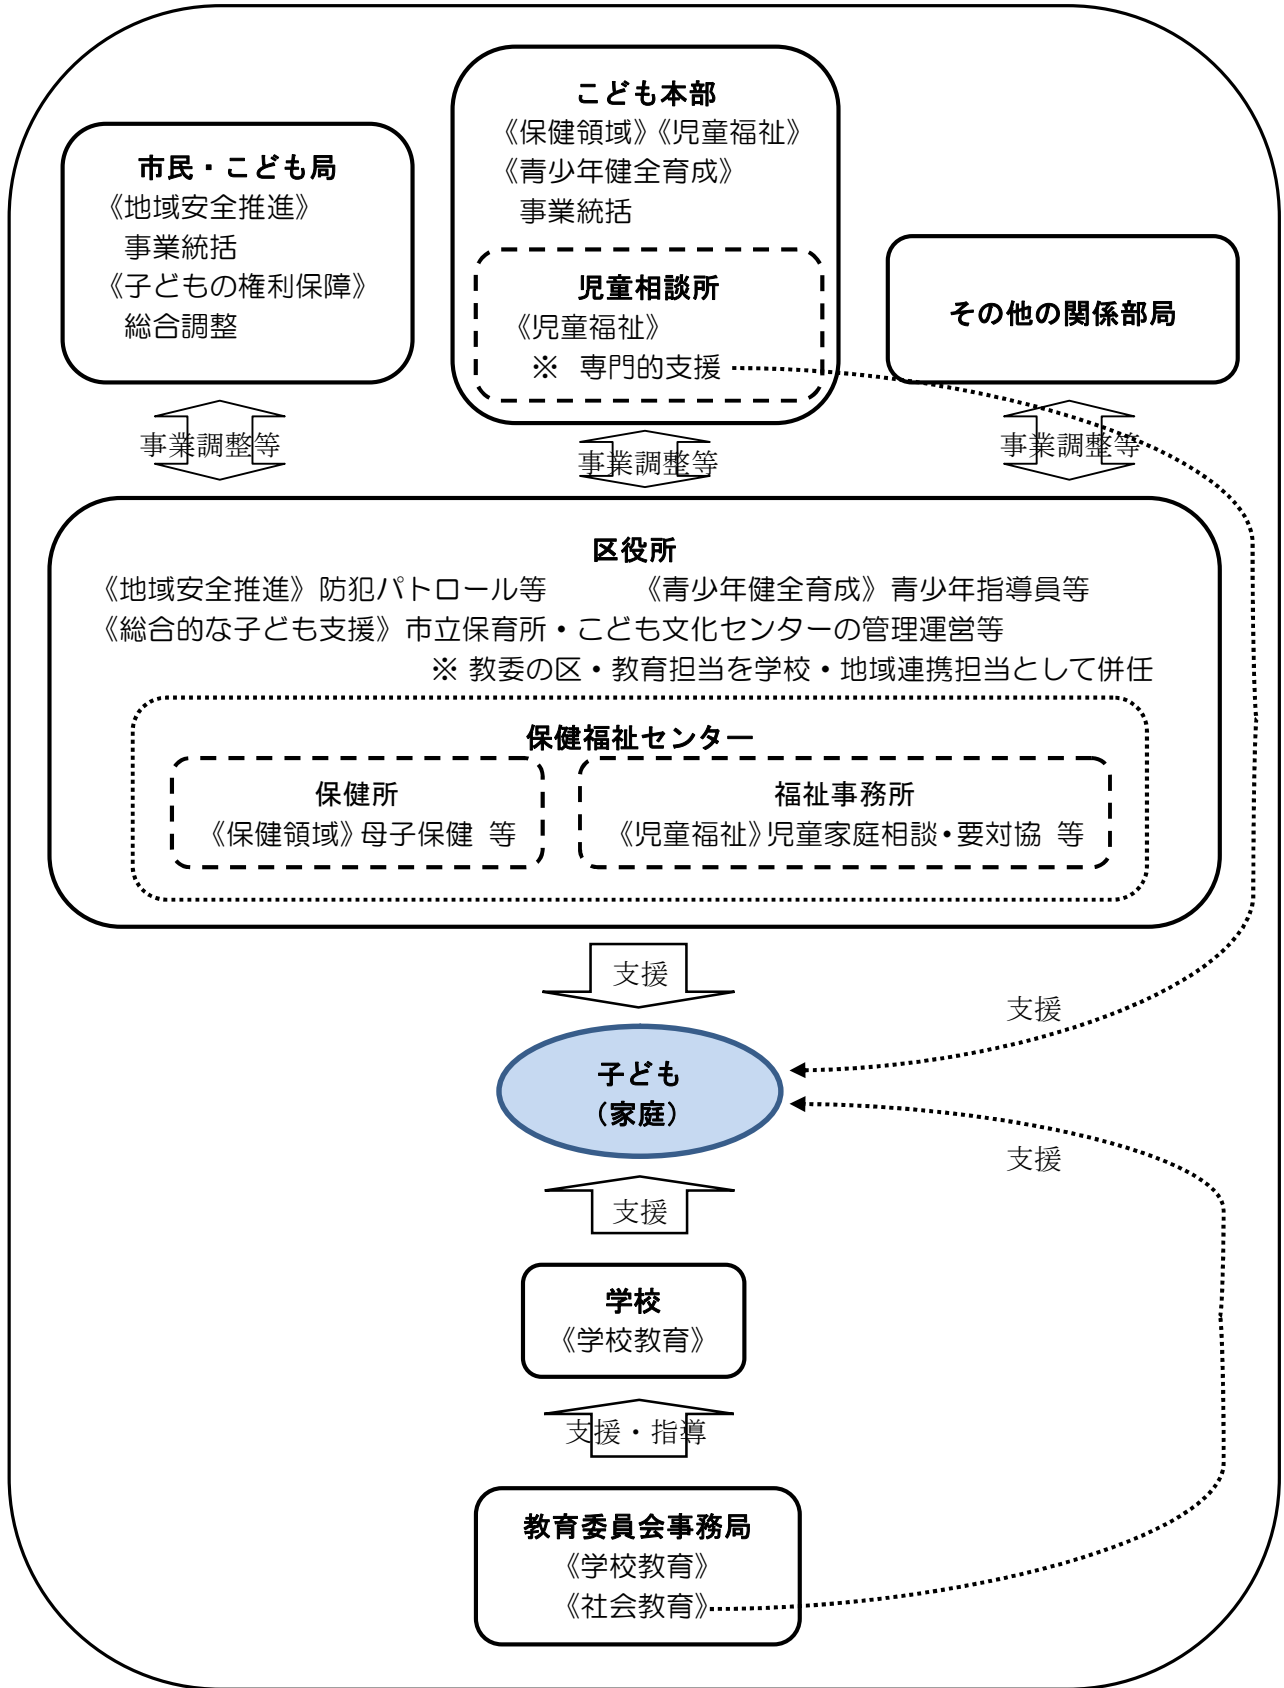 こども本部
《保健領域》《児童福祉》
《青少年健全育成》
事業統括
児童相談所
《児童福祉》
※ 専門的支援
市民・こども局
《地域安全推進》
事業統括
《子どもの権利保障》
総合調整
その他の関係部局
事業調整等
事業調整等
事業調整等
区役所
《地域安全推進》防犯パトロール等 《青少年健全育成》青少年指導員等
《総合的な子ども支援》市立保育所・こども文化センターの管理運営等
※ 教委の区・教育担当を学校・地域連携担当として併任
保健福祉センター
保健所
《保健領域》母子保健 等
福祉事務所
《児童福祉》児童家庭相談・要対協 等
支援
支援
子ども
（家庭）
支援
支援
学校
《学校教育》
支援・指導
教育委員会事務局
《学校教育》
《社会教育》